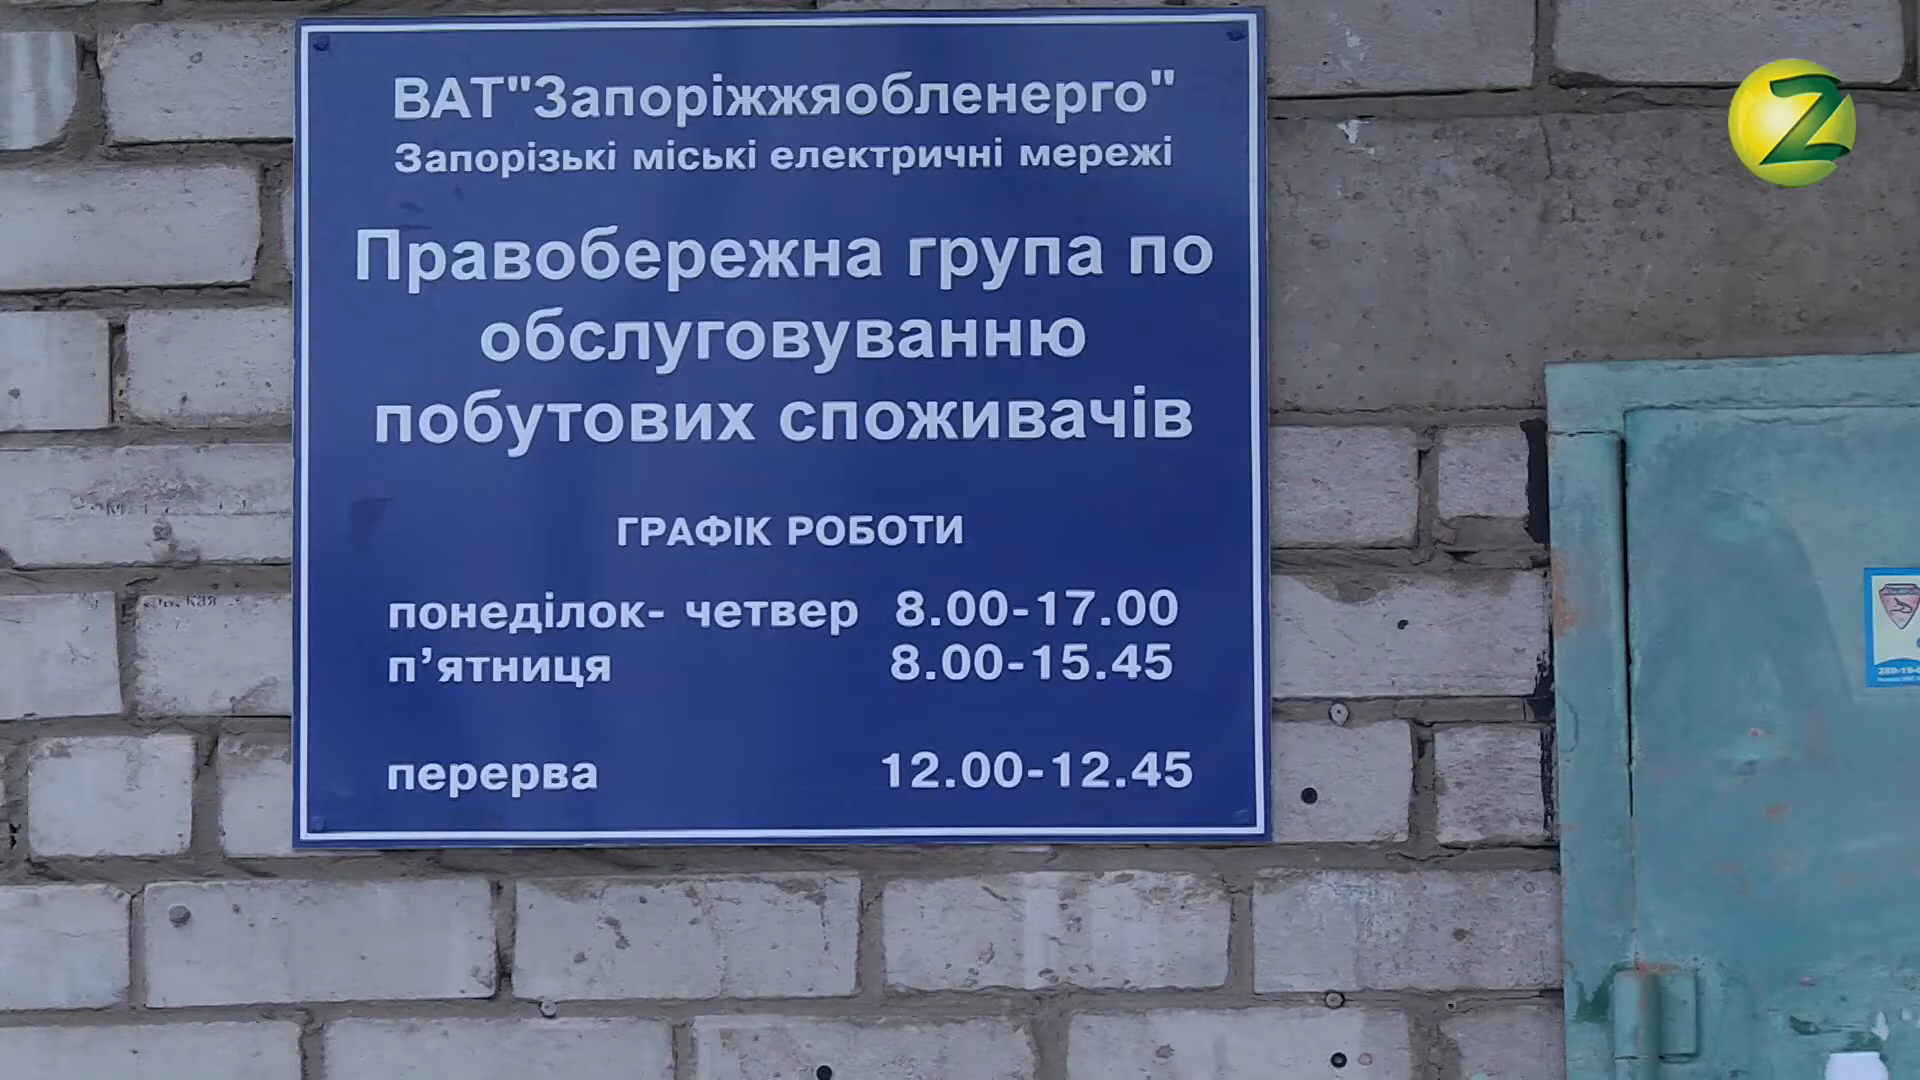 ВАТ"Запоріжжяобленерго"
Запорізькі міські електричні мережі
Правобережна група по
обслуговуванню
побутових споживачів
ГРАФІК РОБОТИ
понеділок- четвер 8.00-17.00
п’ятниця 8.00-15.45
перерва 12.00-12.45
Z